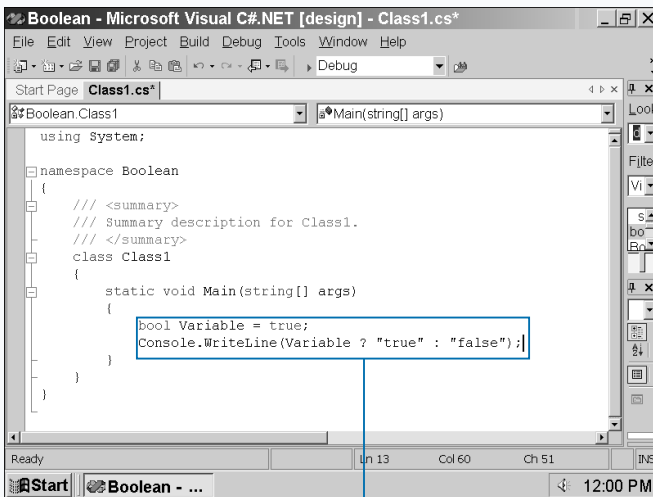 Boolean - Microsoft Visual C#.NET [design] - Class1.cs*
File Edit View Project Build Debug Tools Window Help
Debug
Start Page Class1.cs*
Boolean.Class1 Main(string[] args)
Look
Filte
Vi
using System;
namespace Boolean
{
/// <summary>
/// Summary description for Class1.
/// </summary>
class Class1
{
static void Main(string[] args)
{
bool Variable = true;
Console.WriteLine(Variable ? "true" : "false");
}
}
}
Ready Ln 13 Col 60 Ch 51 INS
Start Boolean - ... 12:00 PM